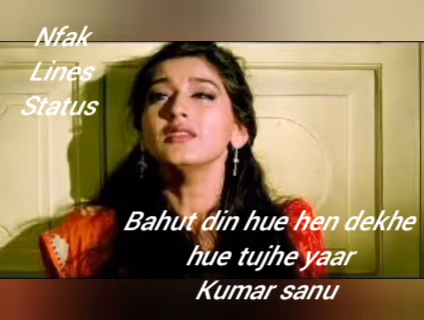 Nfak
Lines
Status
Bahut din hue hen dekhe
hue tujhe yaar
Kumar sanu